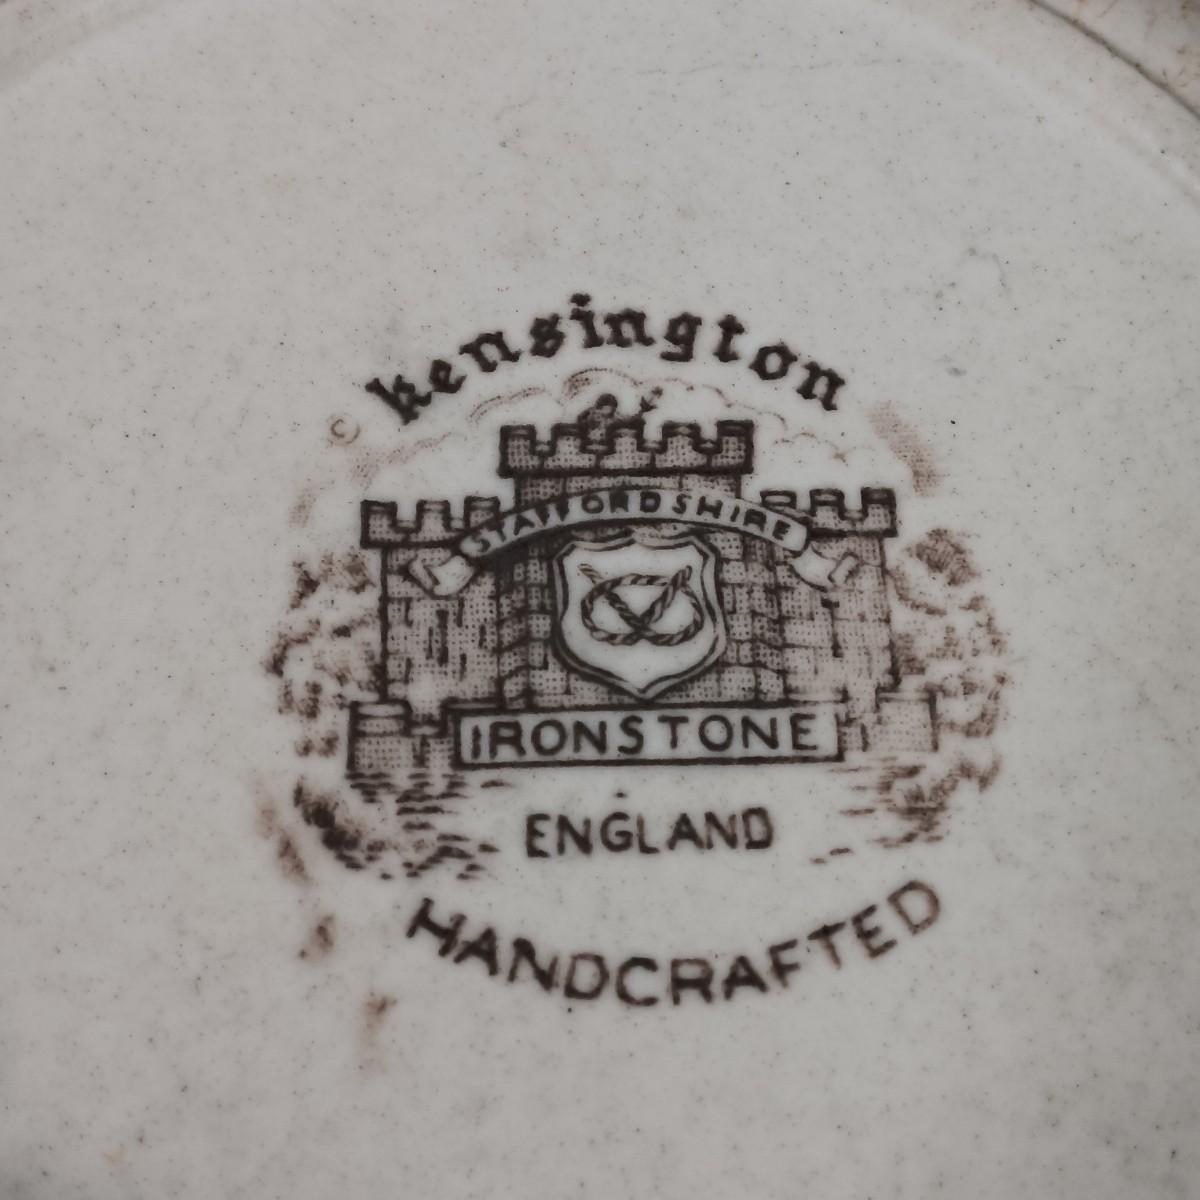 kensington
©
STAFFORDSHIRE
IRONSTONE
ENGLAND
HANDCRAFTED